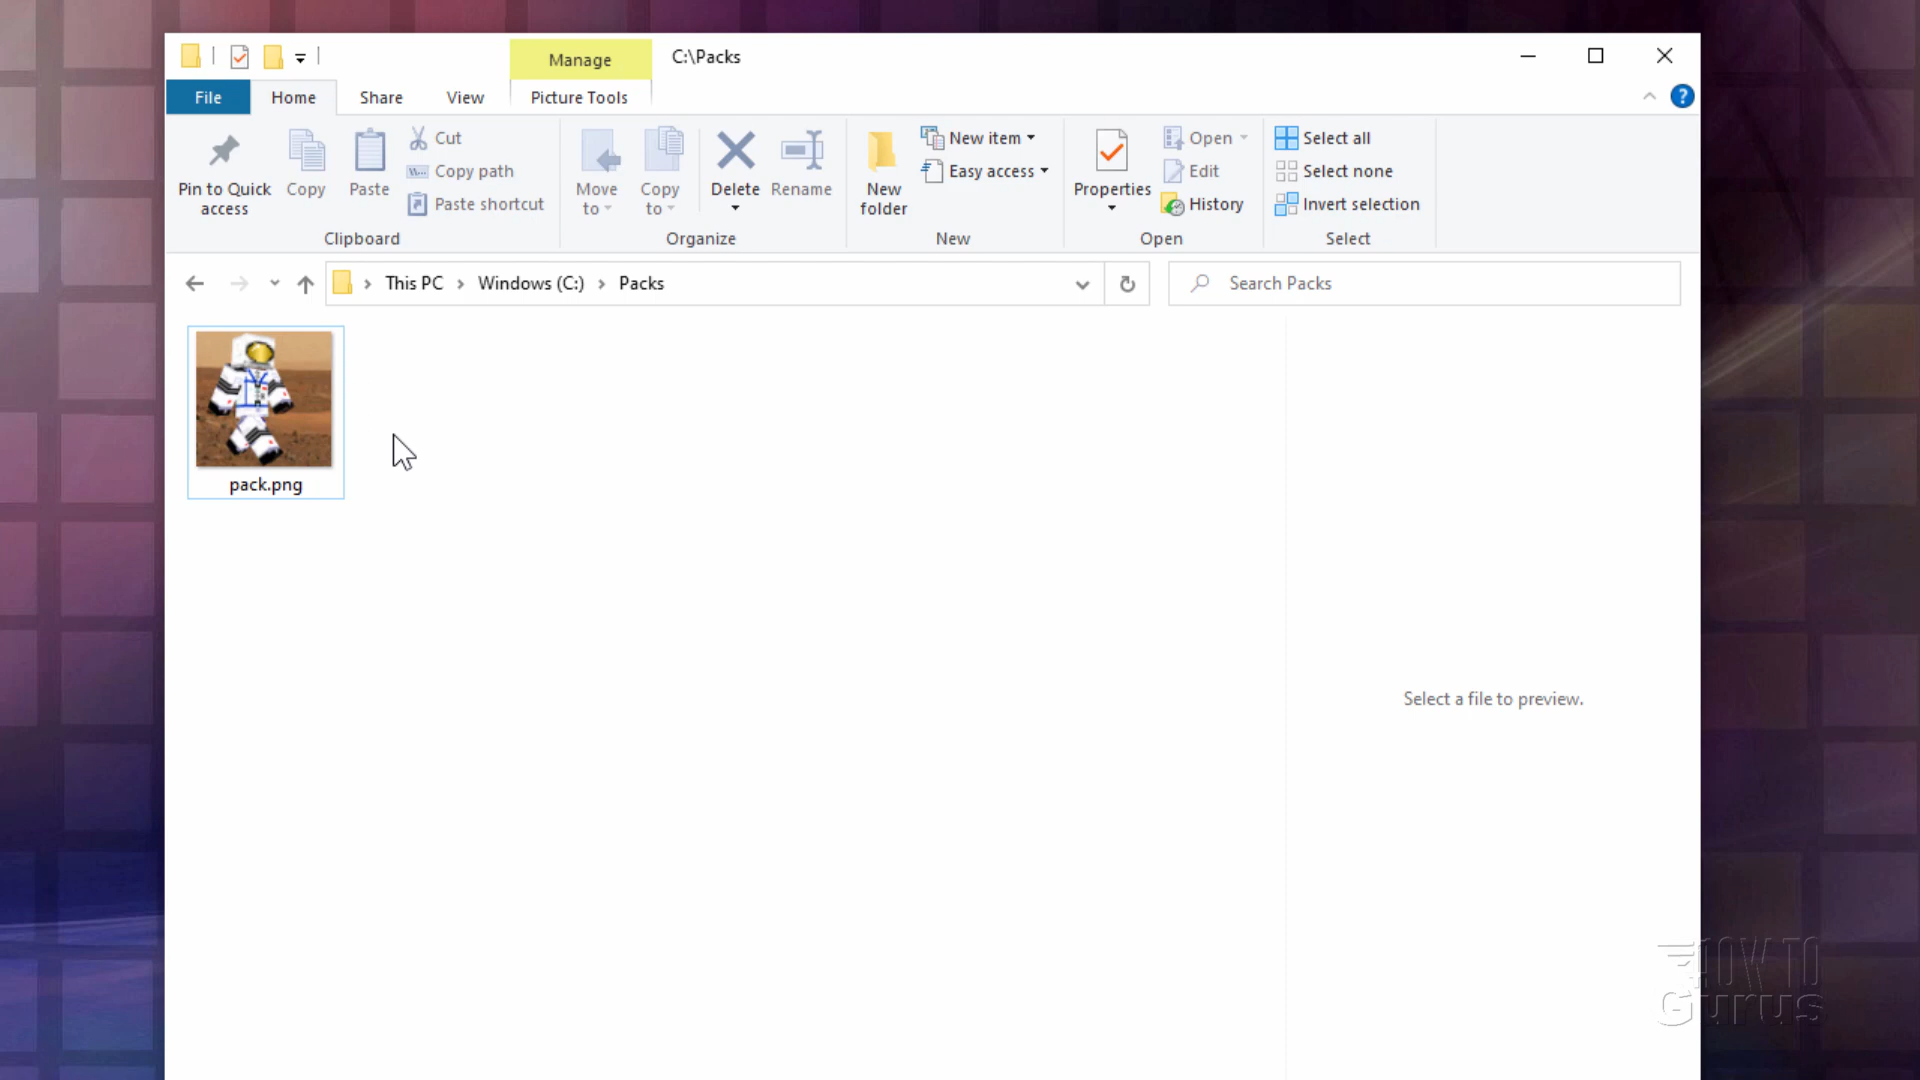 Manage
C:\Packs
File
Home
Share
View
Picture Tools
Pin to Quick
access
Copy
Paste
Cut
Copy path
Paste shortcut
Clipboard
Move
to
Copy
to
Delete
Rename
Organize
New
folder
New item
Easy access
New
Properties
Open
Edit
History
Open
Select all
Select none
Invert selection
Select
This PC
Windows (C:)
Packs
Search Packs
pack.png
Select a file to preview.
HOW TO
Gurus